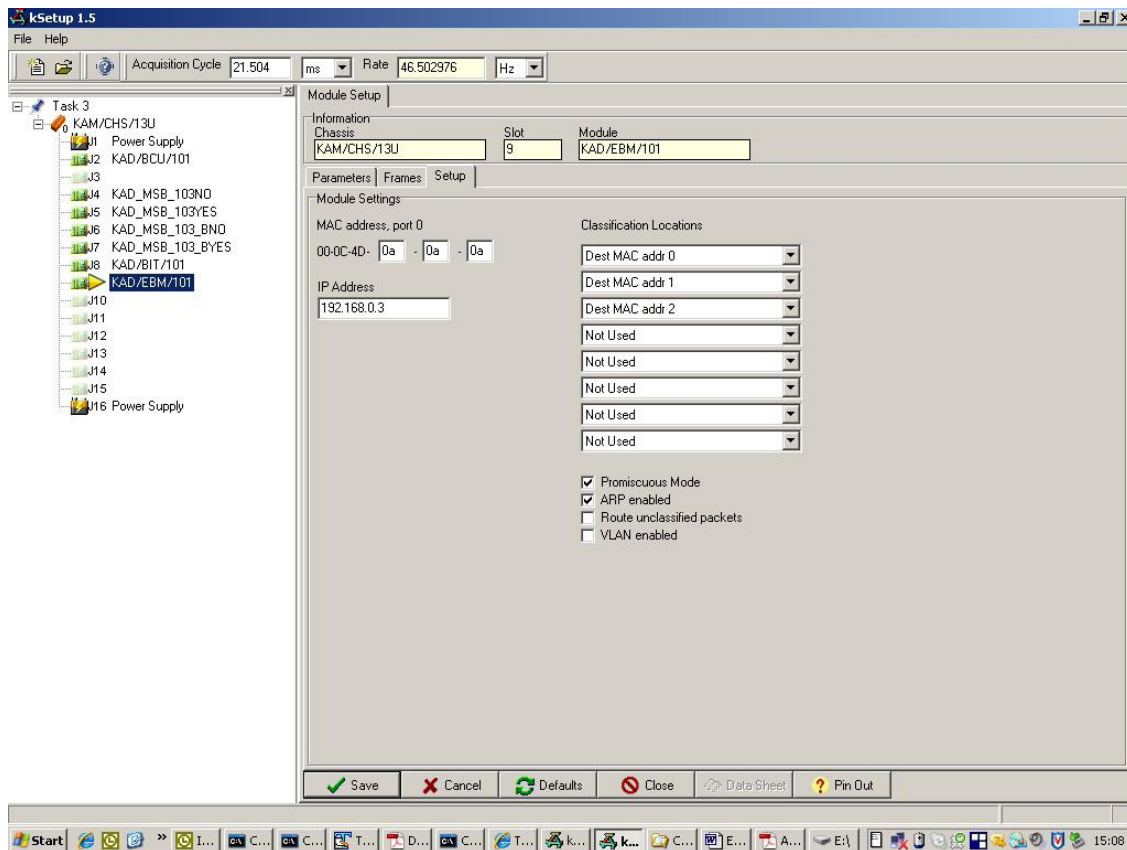 kSetup 1.5
File Help
Acquisition Cycle 21.504 ms Rate 46.502976 Hz
Task 3
0 KAM/CHS/13U
J1 Power Supply
J2 KAD/BCU/101
J3
J4 KAD_MSB_103NO
J5 KAD_MSB_103YES
J6 KAD_MSB_103_BNO
J7 KAD_MSB_103_BYES
J8 KAD/BIT/101
KAD/EBM/101
J10
J11
J12
J13
J14
J15
J16 Power Supply
Module Setup
Information
Chassis Slot Module
KAM/CHS/13U 9 KAD/EBM/101
Parameters Frames Setup
Module Settings
MAC address, port 0
00-0C-4D- 0a - 0a - 0a
IP Address
192.168.0.3
Classification Locations
Dest MAC addr 0
Dest MAC addr 1
Dest MAC addr 2
Not Used
Not Used
Not Used
Not Used
Not Used
Promiscuous Mode
ARP enabled
Route unclassified packets
VLAN enabled
Save Cancel Defaults Close Data Sheet ? Pin Out
Start » I... C... C... T... D... C... T... k... k... C... E... A... E:\ 15:08